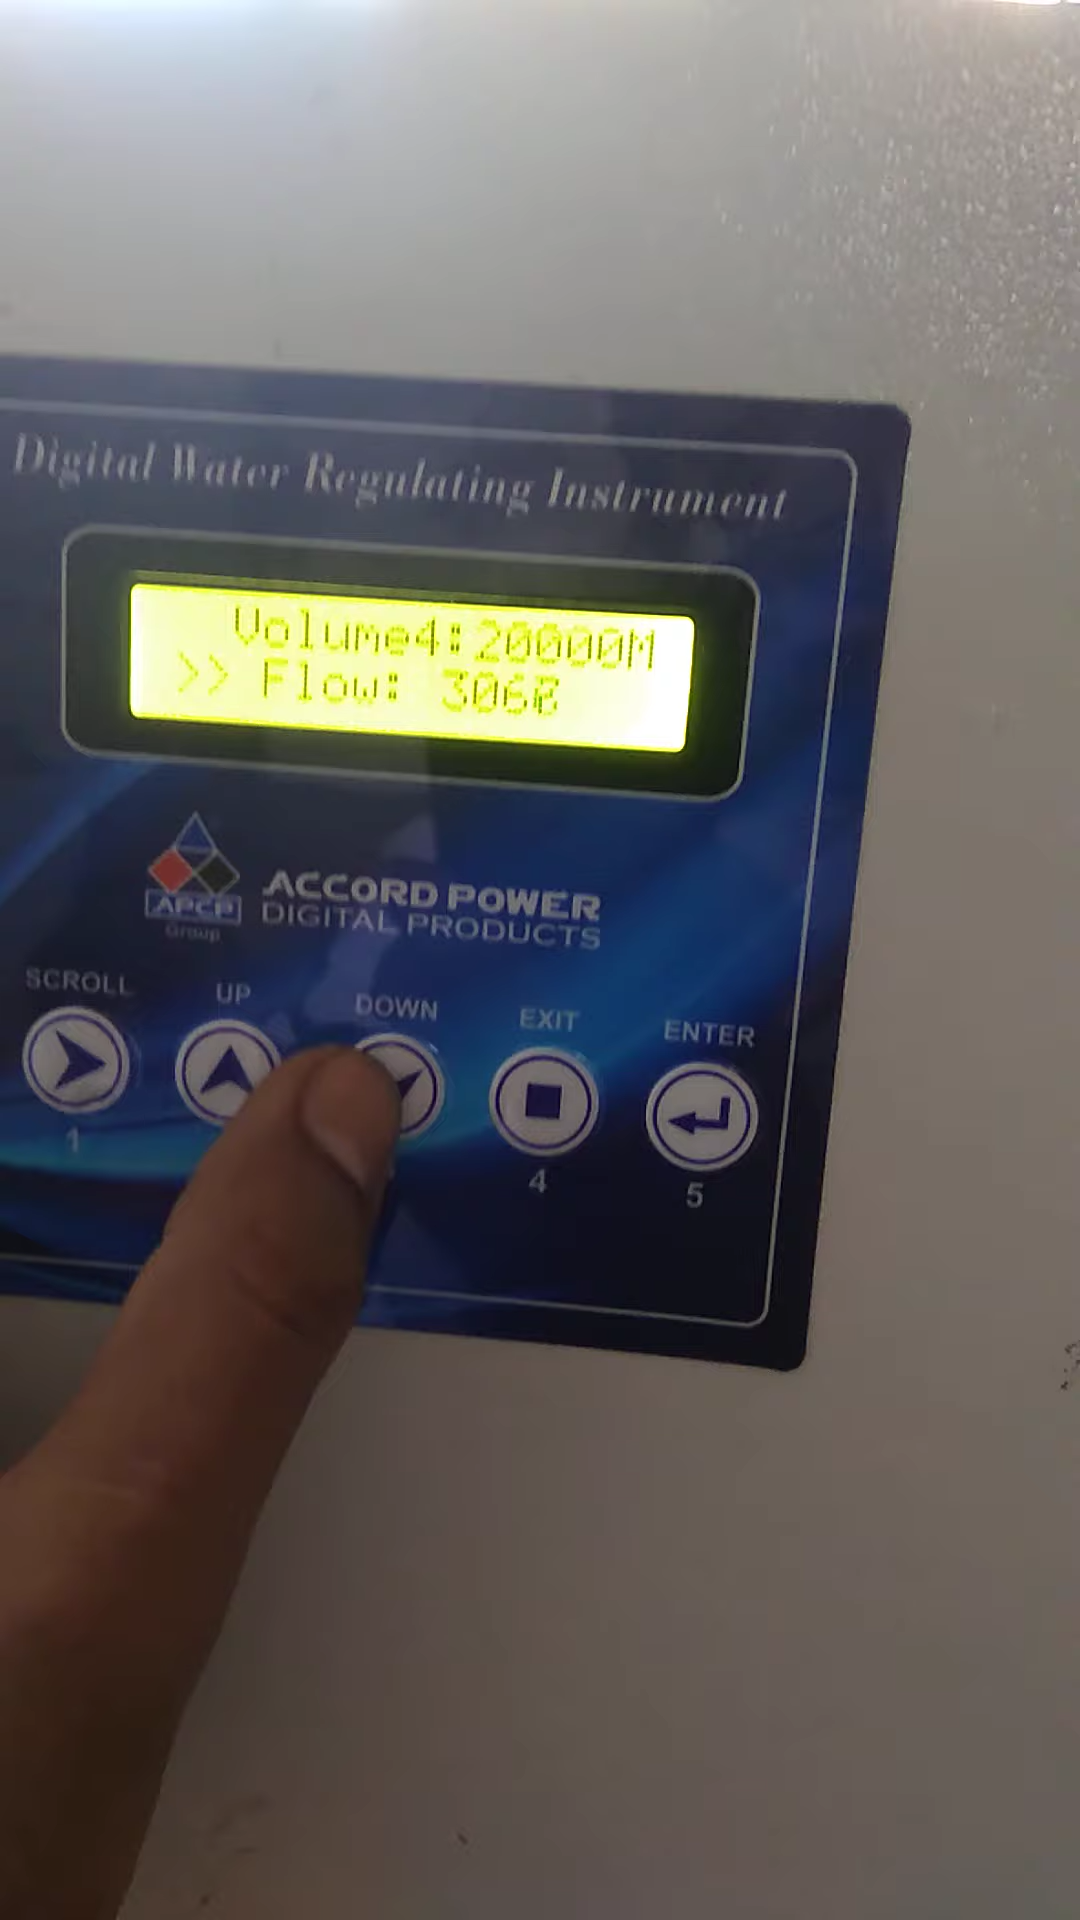 Digital Water Regulating Instrument
Volume4:20000M
>> Flow:
ACCORD POWER
DIGITAL PRODUCTS
APCP
Group
SCROLL
UP
DOWN
EXIT
ENTER
1
4
5